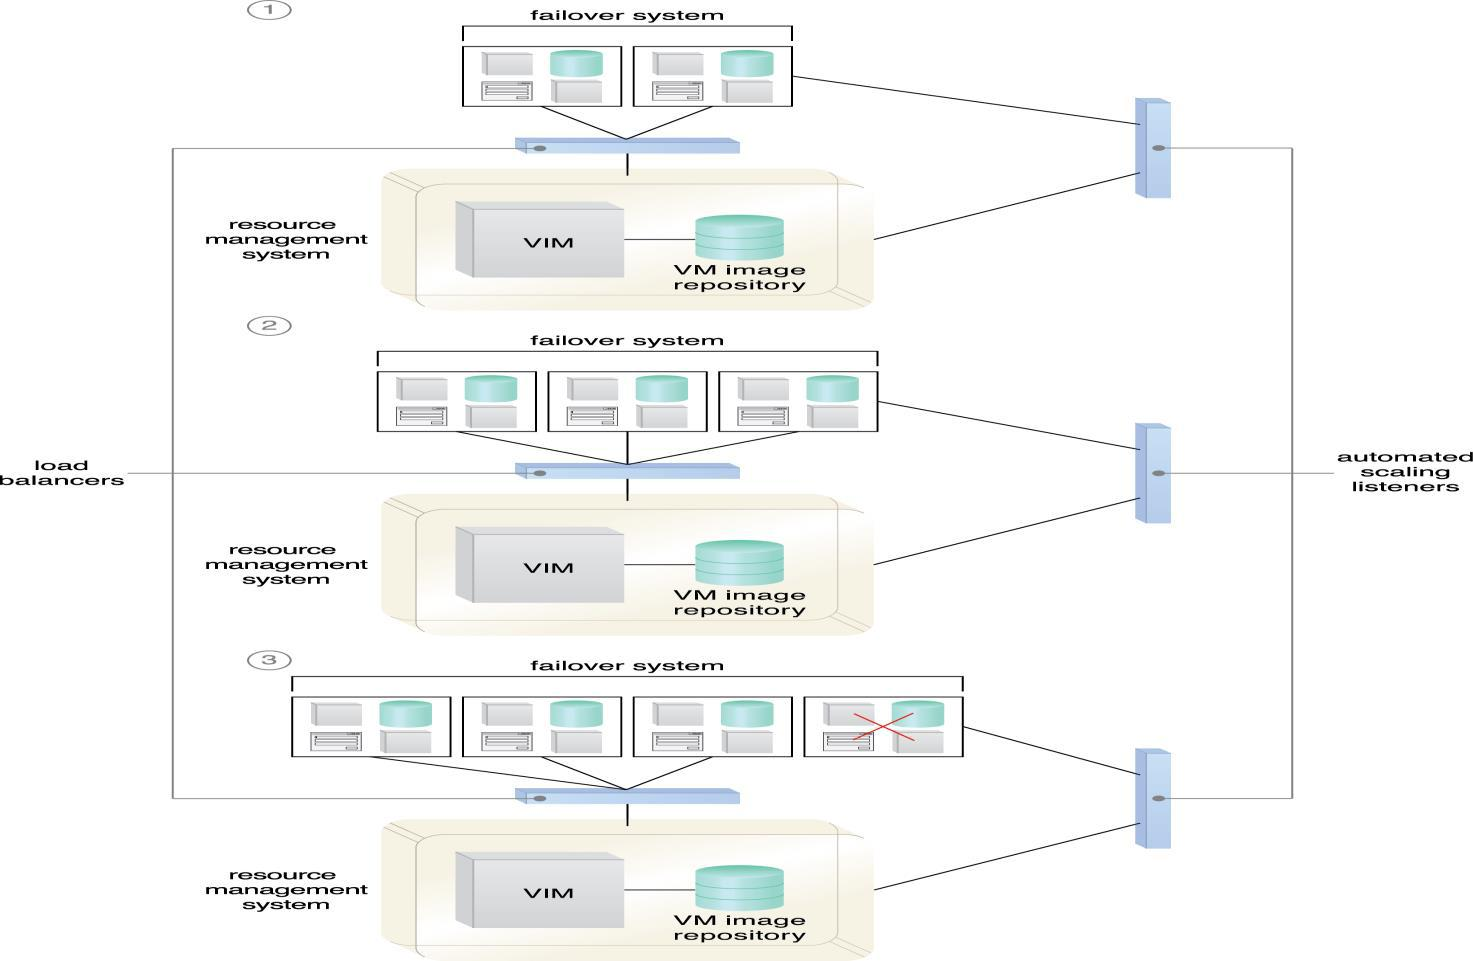 1
failover system
resource
management
system
VIM
VM image
repository
2
failover system
load
balancers
automated
scaling
listeners
resource
management
system
VIM
VM image
repository
3
failover system
resource
management
system
VIM
VM image
repository